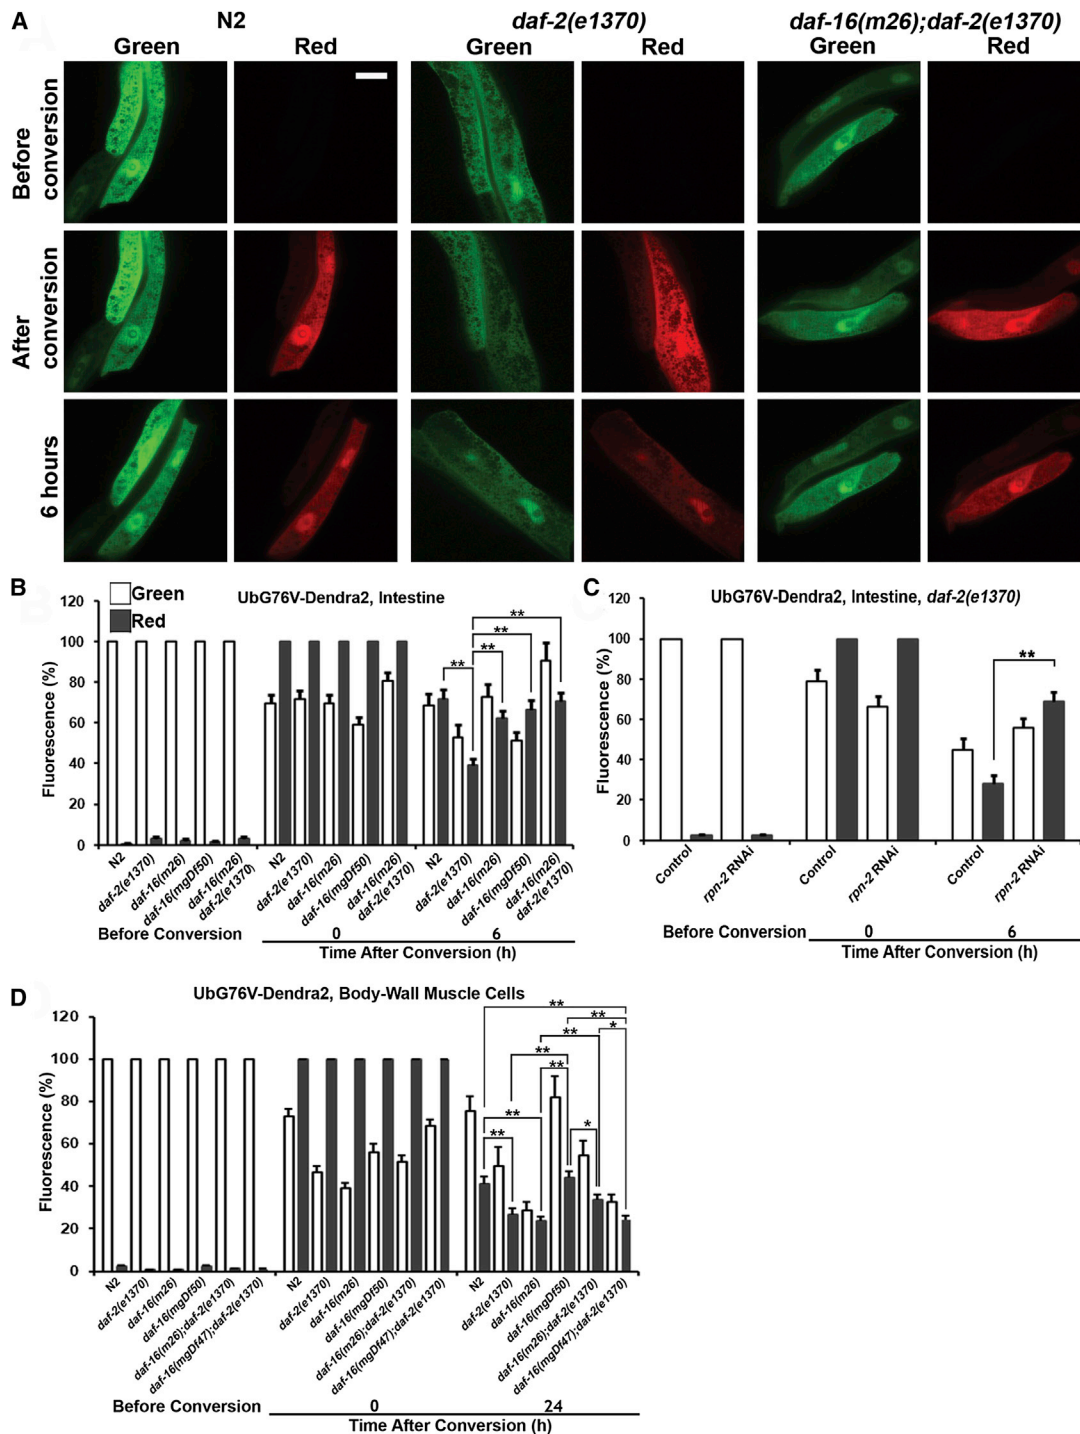 A
N2
daf-2(e1370)
daf-16(m26);daf-2(e1370)
Green Red Green Red Green Red
Before conversion
After conversion
6 hours
B
Green
Red
UbG76V-Dendra2, Intestine
Fluorescence (%)
120
100
80
60
40
20
0
** ** ** **
N2
daf-2(e1370)
daf-16(m26)
daf-16(mgDf50)
daf-16(m26)
daf-2(e1370)
N2
daf-2(e1370)
daf-16(m26)
daf-16(mgDf50)
daf-16(m26)
daf-2(e1370)
N2
daf-2(e1370)
daf-16(m26)
daf-16(mgDf50)
daf-16(m26)
daf-2(e1370)
Before Conversion 0 6
Time After Conversion (h)
C
UbG76V-Dendra2, Intestine, daf-2(e1370)
Fluorescence (%)
120
100
80
60
40
20
0
**
Control
rpn-2 RNAi
Control
rpn-2 RNAi
Control
rpn-2 RNAi
Before Conversion 0 6
Time After Conversion (h)
D
UbG76V-Dendra2, Body-Wall Muscle Cells
Fluorescence (%)
120
100
80
60
40
20
0
**
**
** *
**
**
**
** *
N2
daf-2(e1370)
daf-16(m26)
daf-16(mgDf50)
daf-16(m26);daf-2(e1370)
daf-16(mgDf47);daf-2(e1370)
N2
daf-2(e1370)
daf-16(m26)
daf-16(mgDf50)
daf-16(m26);daf-2(e1370)
daf-16(mgDf47);daf-2(e1370)
N2
daf-2(e1370)
daf-16(m26)
daf-16(mgDf50)
daf-16(m26);daf-2(e1370)
daf-16(mgDf47);daf-2(e1370)
Before Conversion 0 24
Time After Conversion (h)